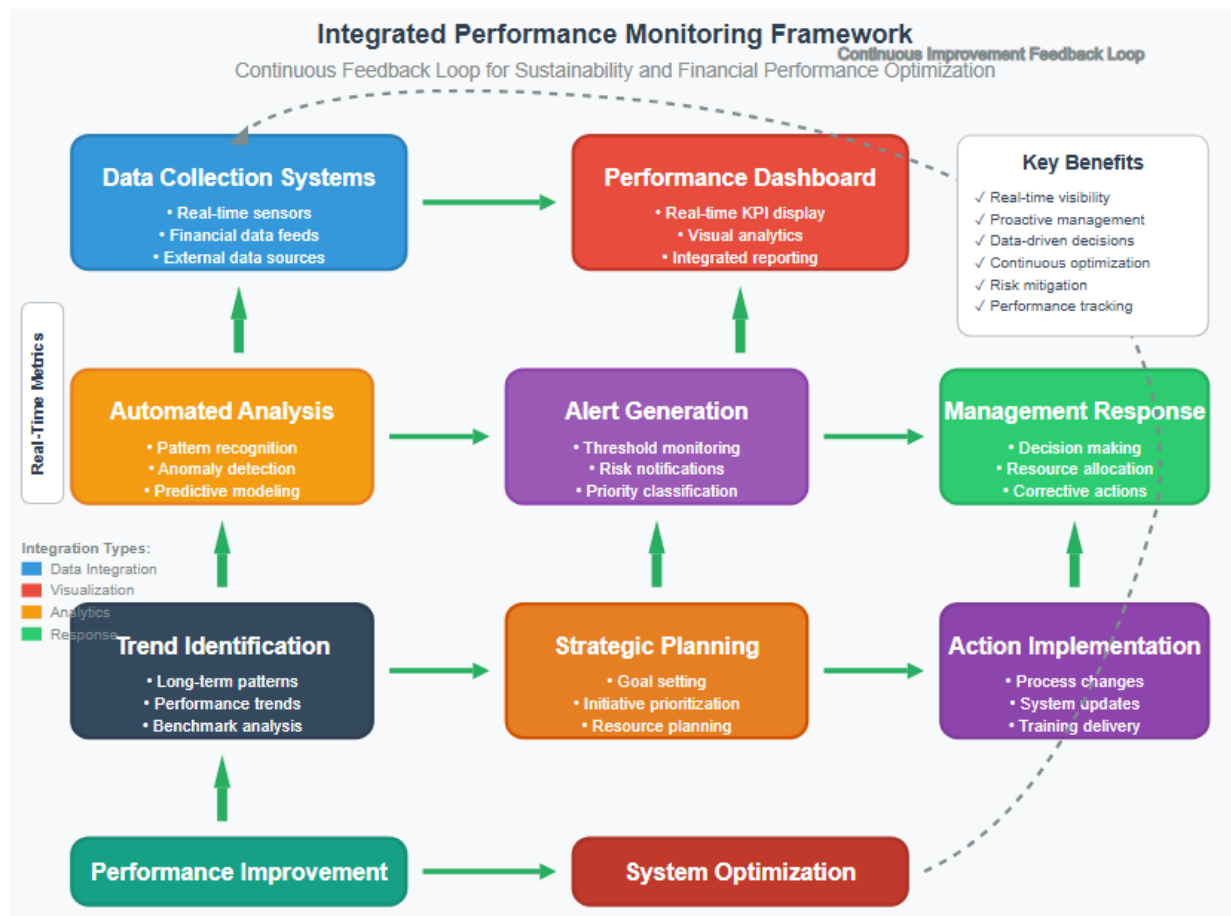 Integrated Performance Monitoring Framework
Continuous Improvement Feedback Loop
Continuous Feedback Loop for Sustainability and Financial Performance Optimization
Data Collection Systems
• Real-time sensors
• Financial data feeds
• External data sources
Performance Dashboard
• Real-time KPI display
• Visual analytics
• Integrated reporting
Key Benefits
✓ Real-time visibility
✓ Proactive management
✓ Data-driven decisions
✓ Continuous optimization
✓ Risk mitigation
✓ Performance tracking
Real-Time Metrics
Automated Analysis
• Pattern recognition
• Anomaly detection
• Predictive modeling
Alert Generation
• Threshold monitoring
• Risk notifications
• Priority classification
Management Response
• Decision making
• Resource allocation
• Corrective actions
Integration Types:
Data Integration
Visualization
Analytics
Response
Trend Identification
• Long-term patterns
• Performance trends
• Benchmark analysis
Strategic Planning
• Goal setting
• Initiative prioritization
• Resource planning
Action Implementation
• Process changes
• System updates
• Training delivery
Performance Improvement
System Optimization